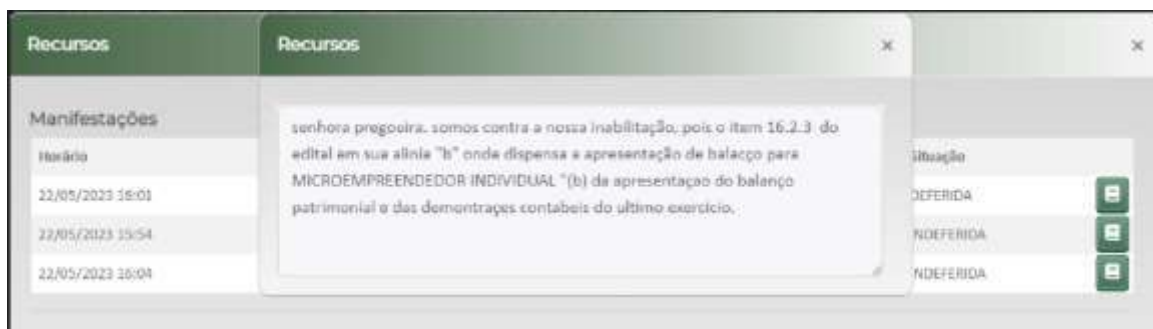 Recursos
Recursos
×
×
Manifestações
Horário
Situação
22/05/2023 16:01
DEFERIDA
22/05/2023 15:54
NDEFERIDA
22/05/2023 16:04
NDEFERIDA
senhora pregoeira. somos contra a nossa inabilitação, pois o item 16.2.3 do
edital em sua alinia "b" onde dispensa a apresentação de balacço para
MICROEMPREENDEDOR INDIVIDUAL "(b) da apresentaçao do balanço
patrimonial e das demontraçes contabeis do ultimo exercicio.